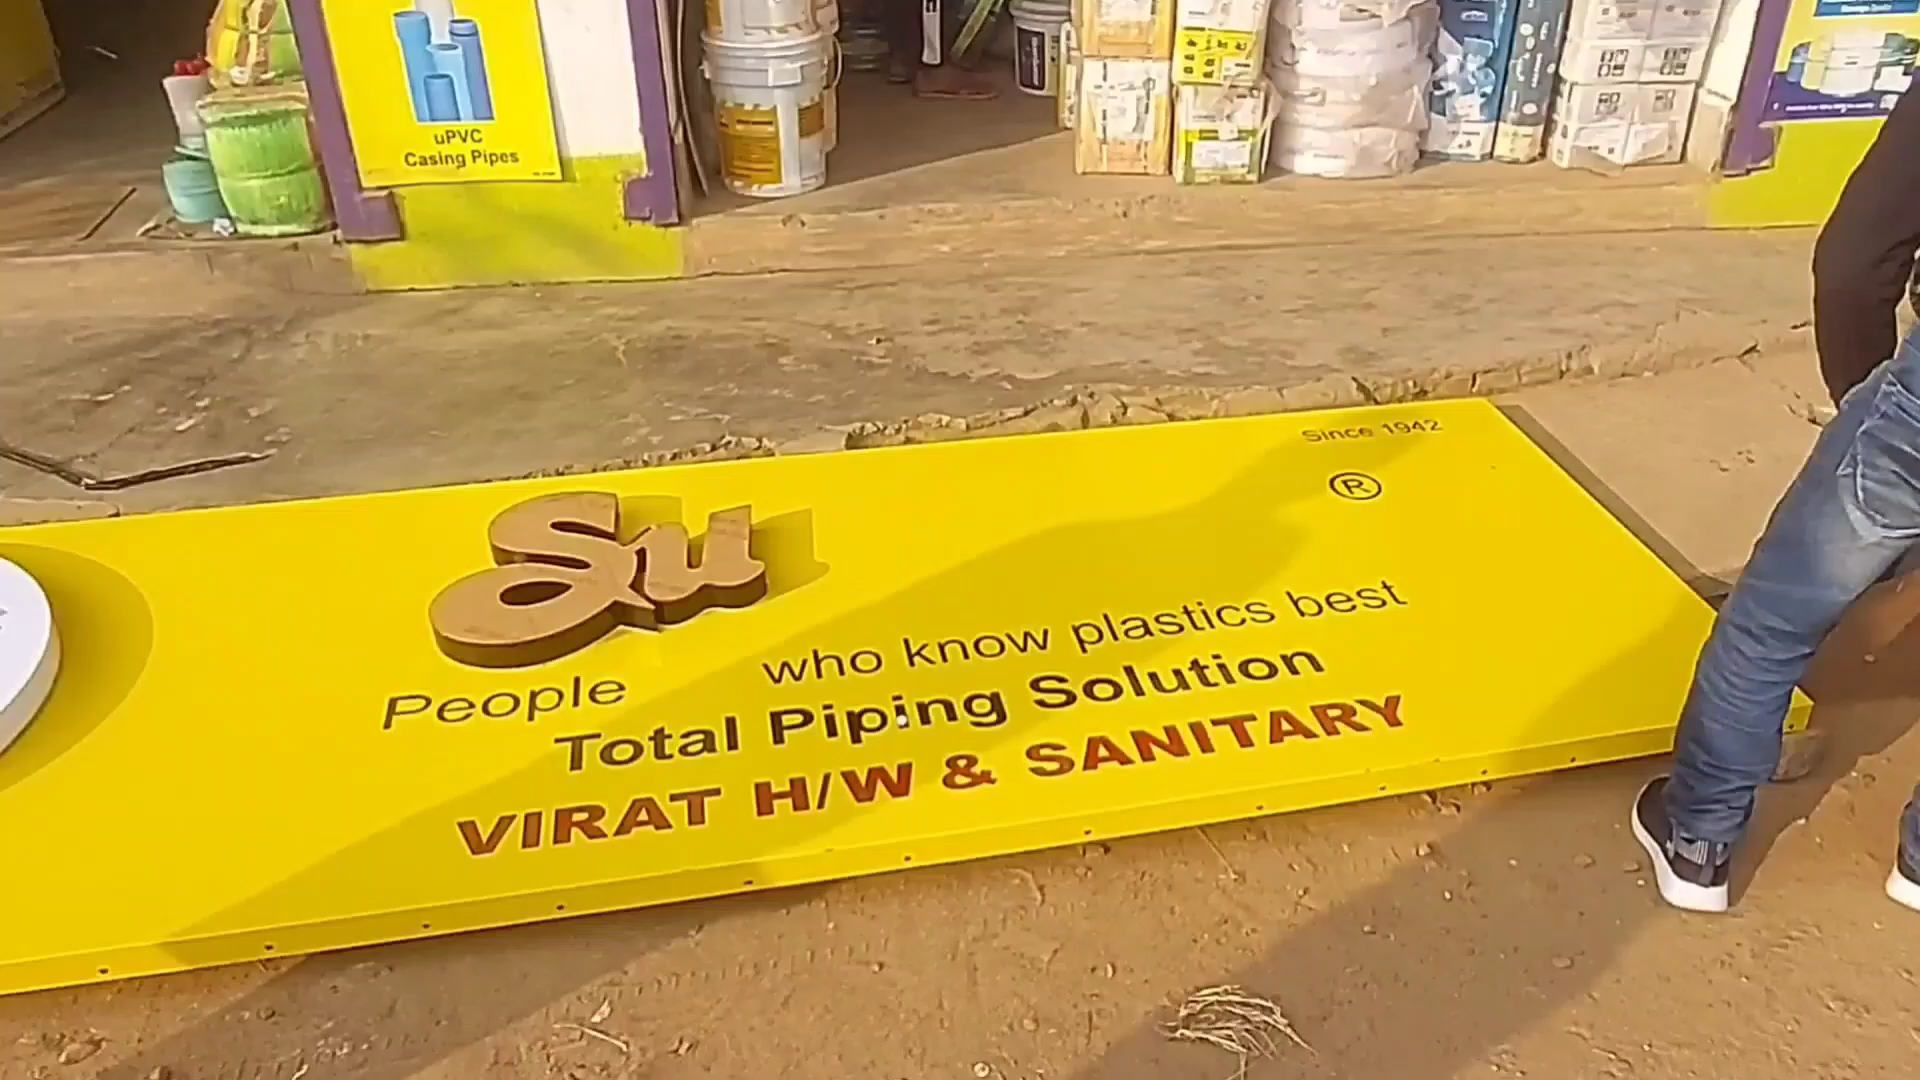 uPVC
Casing Pipes
Since 1942
Su
®
People who know plastics best
Total Piping Solution
VIRAT H/W & SANITARY